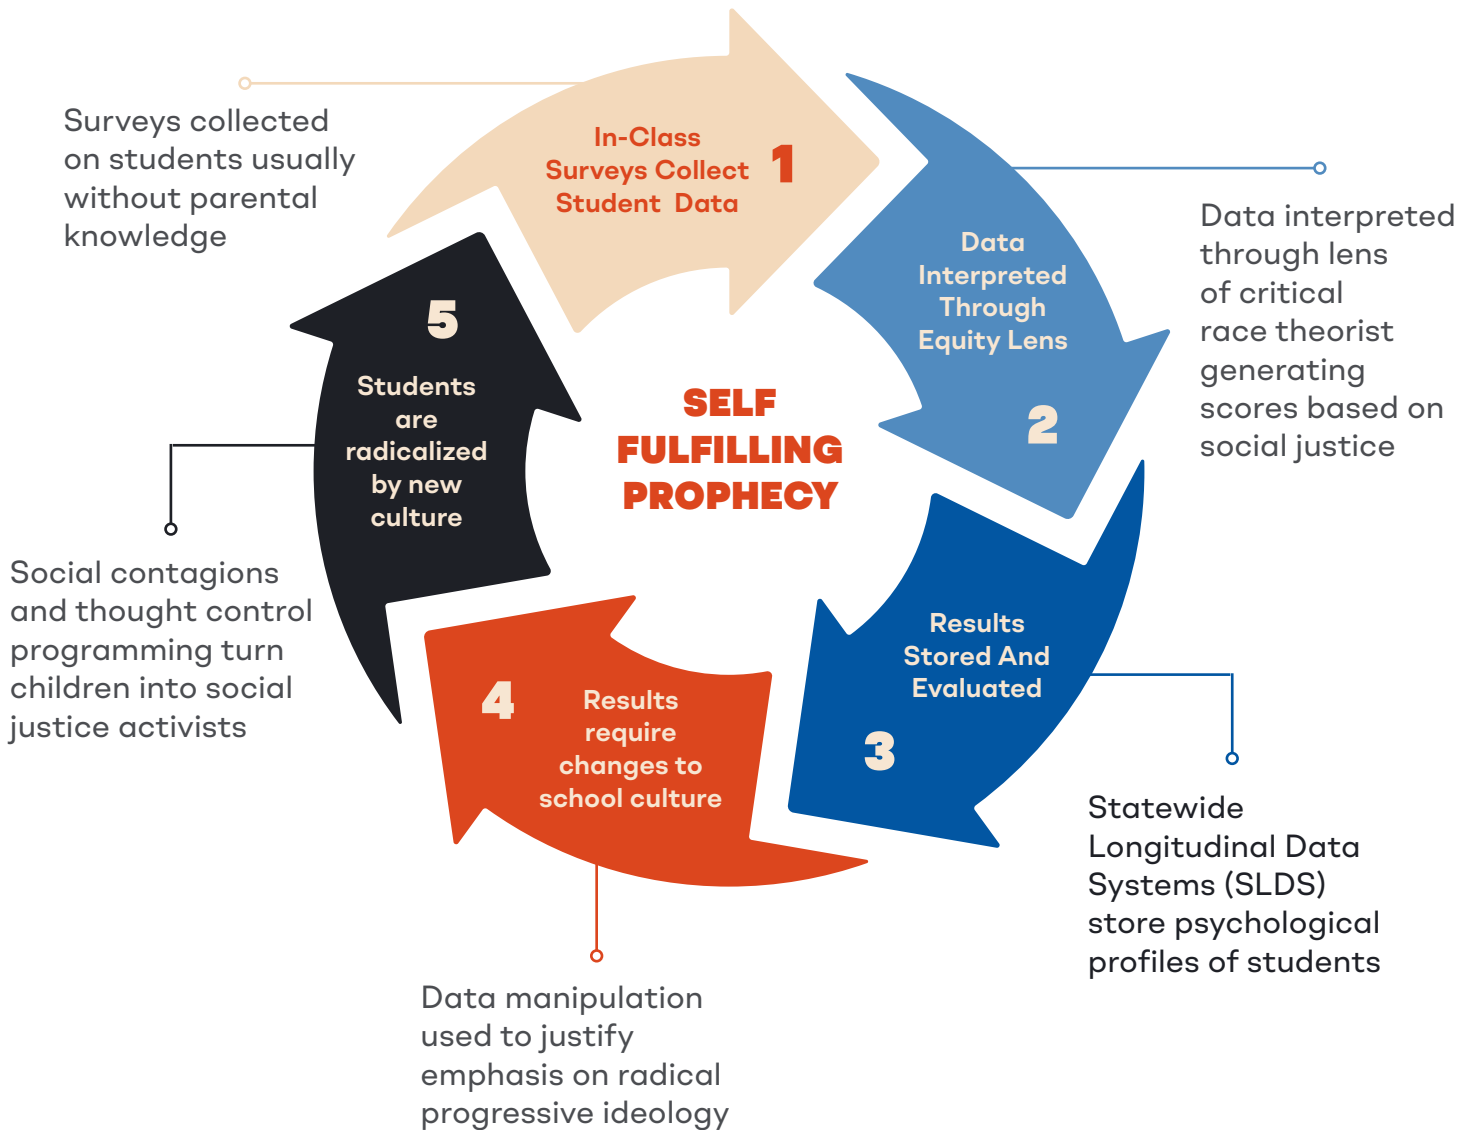 Surveys collected
on students usually
without parental
knowledge
In-Class
Surveys Collect
Student Data
1
Data interpreted
through lens
of critical
race theorist
generating
scores based on
social justice
Data
Interpreted
Through
Equity Lens
2
SELF
FULFILLING
PROPHECY
Results
Stored And
Evaluated
3
Statewide
Longitudinal Data
Systems (SLDS)
store psychological
profiles of students
4
Results
require
changes to
school culture
Data manipulation
used to justify
emphasis on radical
progressive ideology
5
Students
are
radicalized
by new
culture
Social contagions
and thought control
programming turn
children into social
justice activists